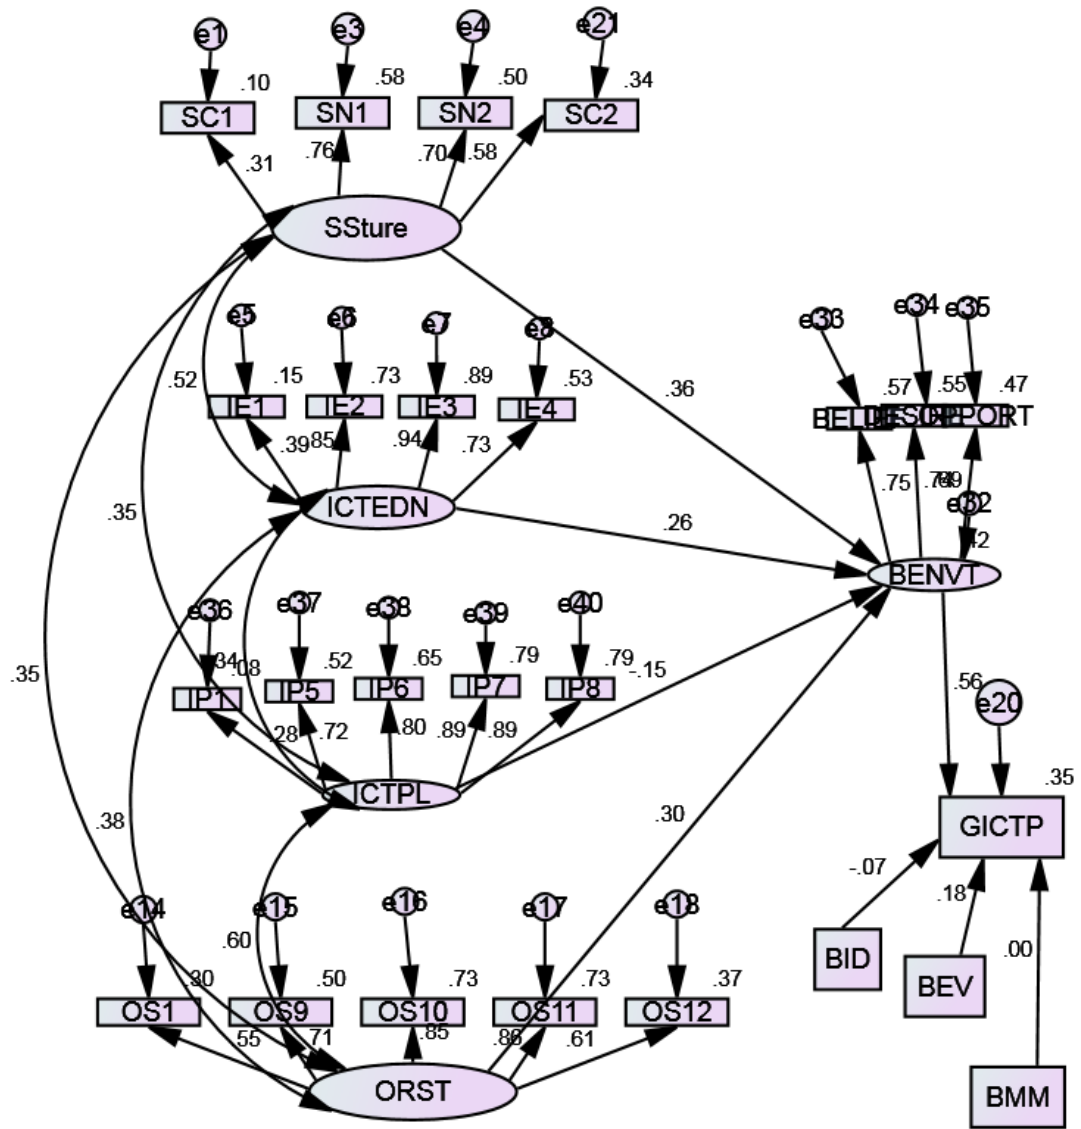 e1
e3
e4
e21
.10
.58
.50
.34
SC1
SN1
SN2
SC2
.31
.76
.70
.58
SSture
e5
e6
e7
e8
e33
e34
e35
.52
.15
.73
.89
.53
.36
.57
.55
.47
IE1
IE2
IE3
IE4
.39
.85
.94
.73
.75
ICTEDN
.35
.26
e32
BENVT
e36
e37
e38
e39
e40
.35
.34
.08
.52
.65
.79
.79
-.15
IP1
IP5
IP6
IP7
IP8
.28
.72
.80
.89
.89
.56
e20
ICTPL
.35
.38
.30
GICTP
-.07
.18
.00
e14
e15
e16
e17
e18
.60
BID
BEV
BMM
.30
.50
.73
.73
.37
OS1
OS9
OS10
OS11
OS12
.55
.71
.85
.86
.61
ORST